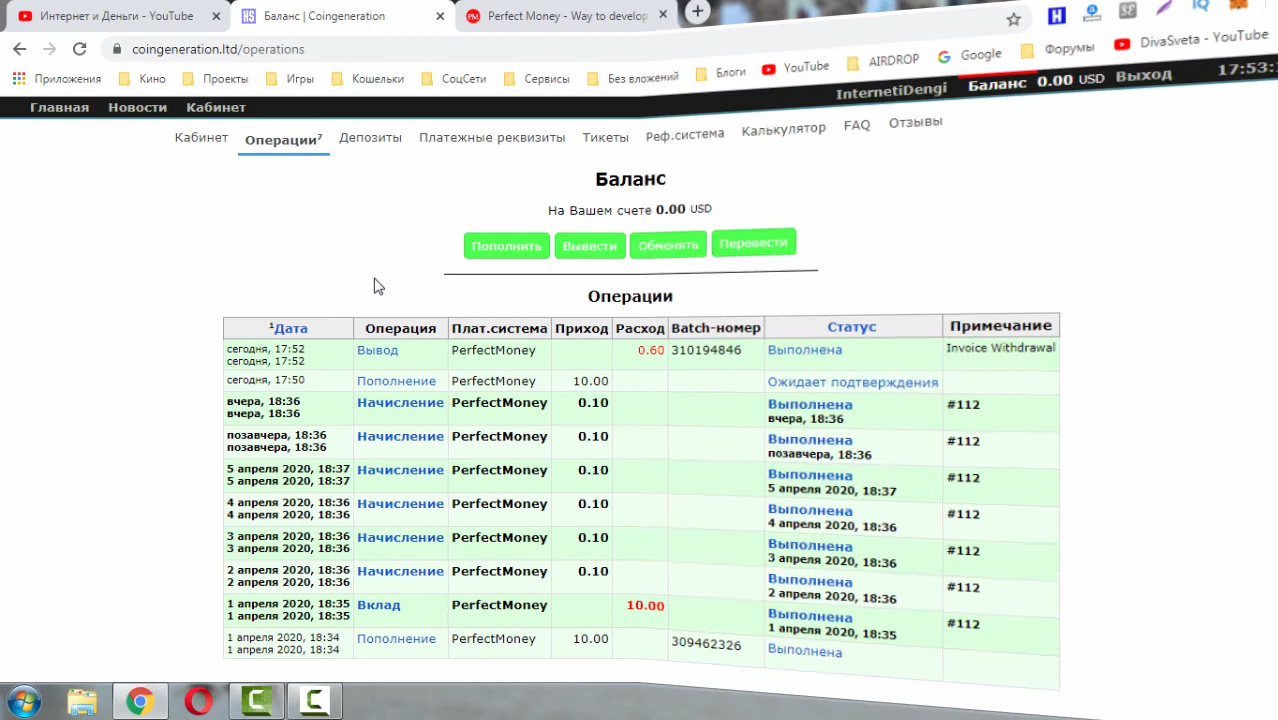 Интернет и Деньги - YouTube
Баланс | Coingeneration
Perfect Money - Way to develop
coingeneration.ltd/operations
Приложения Кино Проекты Игры Кошельки СоцСети Сервисы Без вложений Блоги YouTube AIRDROP Google Форумы DivaSveta - YouTube
Главная Новости Кабинет InternetiDengi Баланс 0.00 USD Выход 17:53:
Кабинет Операции⁷ Депозиты Платежные реквизиты Тикеты Реф.система Калькулятор FAQ Отзывы
Баланс
На Вашем счете 0.00 USD
Пополнить Вывести Обменять Перевести
Операции
¹Дата Операция Плат.система Приход Расход Batch-номер Статус Примечание
сегодня, 17:52 Вывод PerfectMoney 0.60 310194846 Выполнена Invoice Withdrawal
сегодня, 17:52
сегодня, 17:50 Пополнение PerfectMoney 10.00 Ожидает подтверждения
вчера, 18:36 Начисление PerfectMoney 0.10 Выполнена #112
вчера, 18:36 вчера, 18:36
позавчера, 18:36 Начисление PerfectMoney 0.10 Выполнена #112
позавчера, 18:36 позавчера, 18:36
5 апреля 2020, 18:37 Начисление PerfectMoney 0.10 Выполнена #112
5 апреля 2020, 18:37 5 апреля 2020, 18:37
4 апреля 2020, 18:36 Начисление PerfectMoney 0.10 Выполнена #112
4 апреля 2020, 18:36 4 апреля 2020, 18:36
3 апреля 2020, 18:36 Начисление PerfectMoney 0.10 Выполнена #112
3 апреля 2020, 18:36 3 апреля 2020, 18:36
2 апреля 2020, 18:36 Начисление PerfectMoney 0.10 Выполнена #112
2 апреля 2020, 18:36 2 апреля 2020, 18:36
1 апреля 2020, 18:35 Вклад PerfectMoney 10.00 Выполнена #112
1 апреля 2020, 18:35 1 апреля 2020, 18:35
1 апреля 2020, 18:34 Пополнение PerfectMoney 10.00 309462326 Выполнена
1 апреля 2020, 18:34